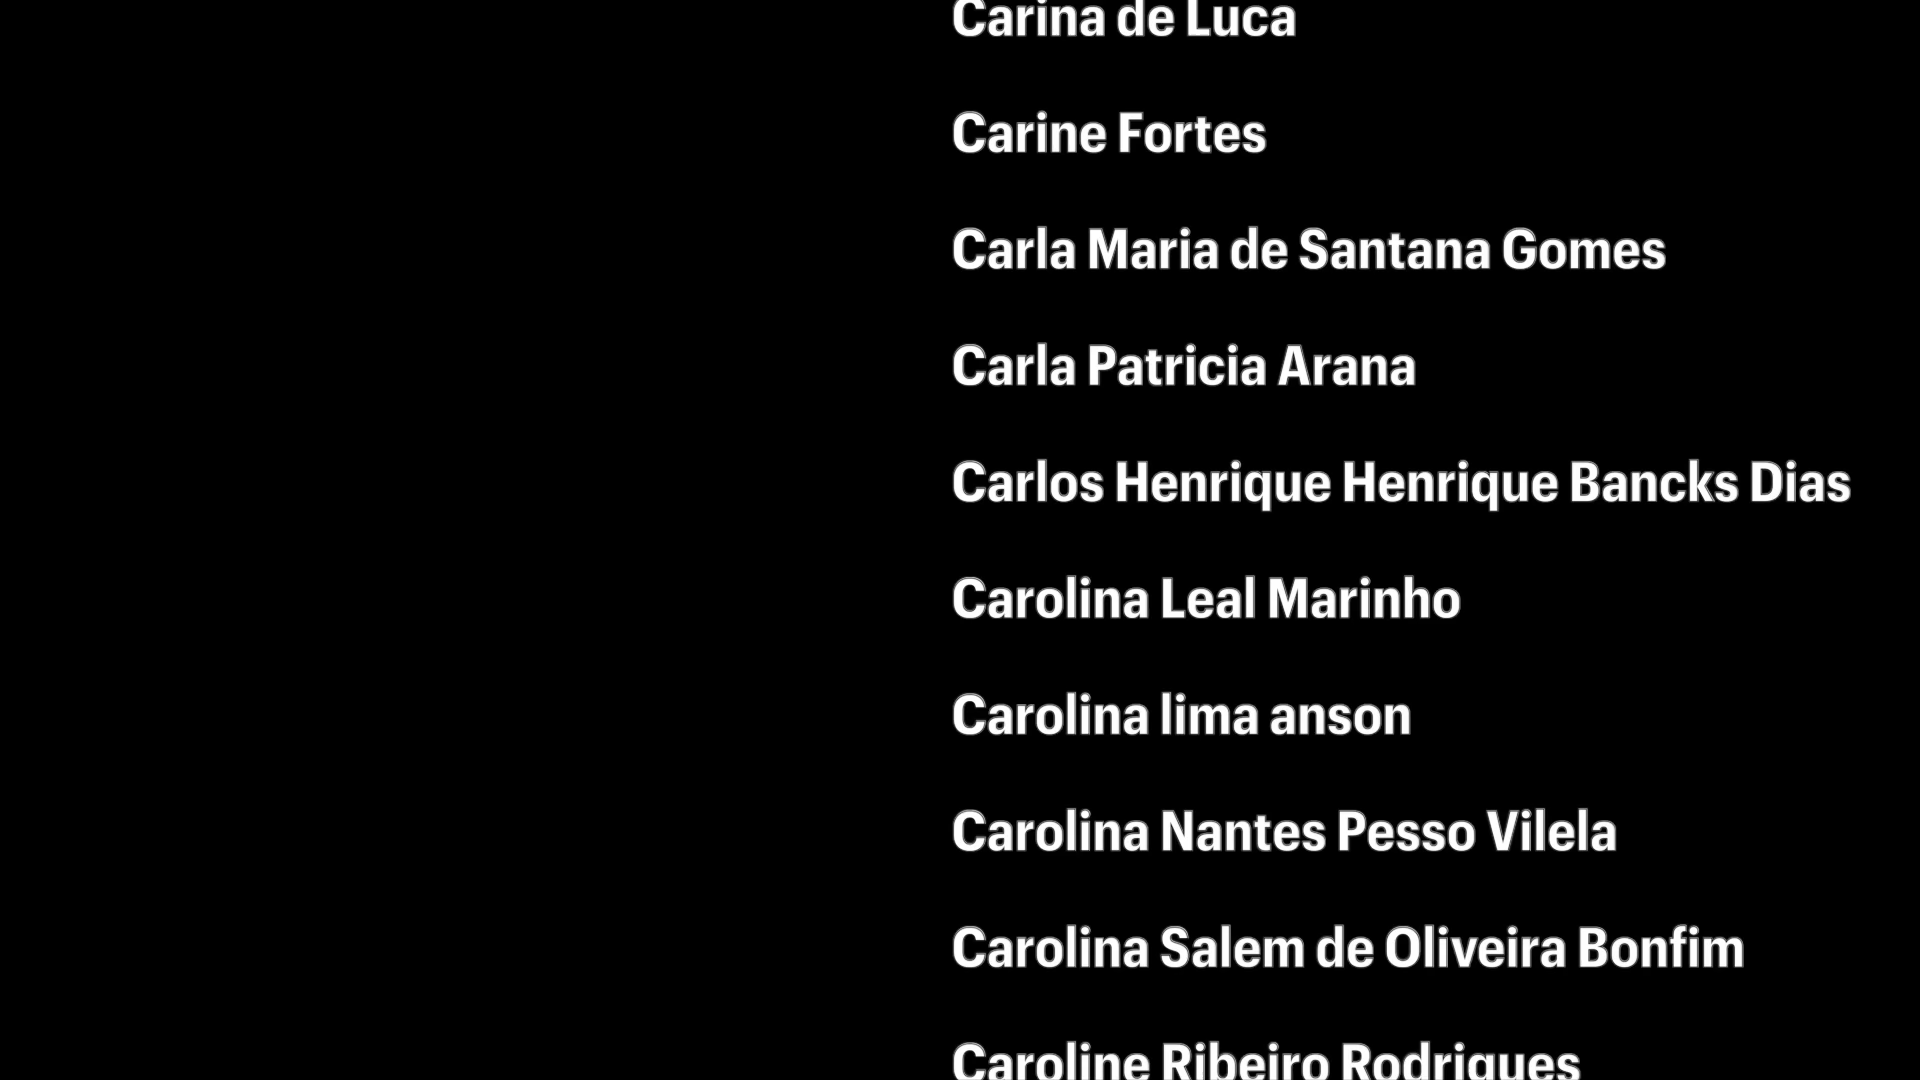 Carina de Luca
Carine Fortes
Carla Maria de Santana Gomes
Carla Patricia Arana
Carlos Henrique Henrique Bancks Dias
Carolina Leal Marinho
Carolina lima anson
Carolina Nantes Pesso Vilela
Carolina Salem de Oliveira Bonfim
Caroline Ribeiro Rodrigues